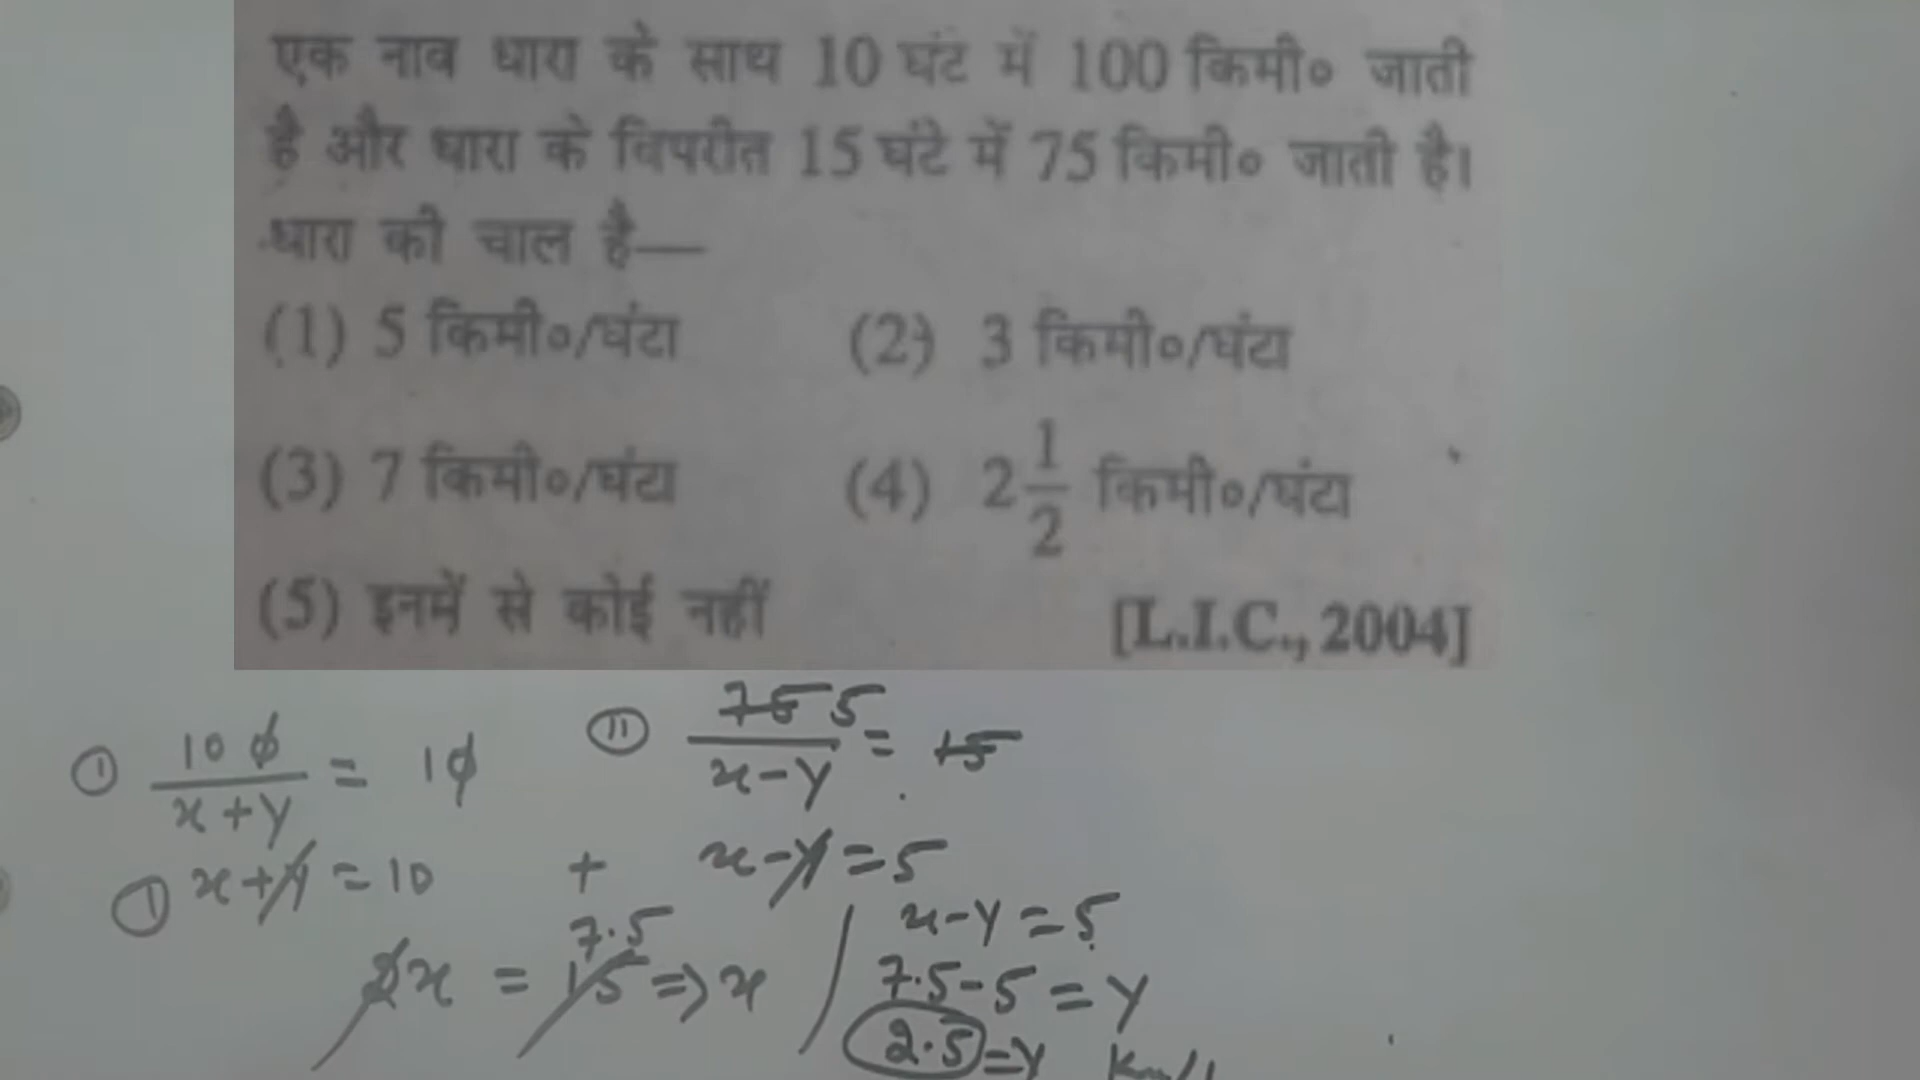 एक नाव धारा के साथ 10 घंटे में 100 किमी० जाती
है और धारा के विपरीत 15 घंटे में 75 किमी० जाती है।
धारा की चाल है—
(1) 5 किमी०/घंटा (2) 3 किमी०/घंटा
(3) 7 किमी०/घंटा (4) 2 1/2 किमी०/घंटा
(5) इनमें से कोई नहीं [L.I.C., 2004]
① 100/(x+y) = 10 ⑪ 75 5/(x-y) = 15
① x+y = 10 + x-y = 5
x-y = 5
7.5
2x = 15 => x
7.5-5 = y
2.5 = y